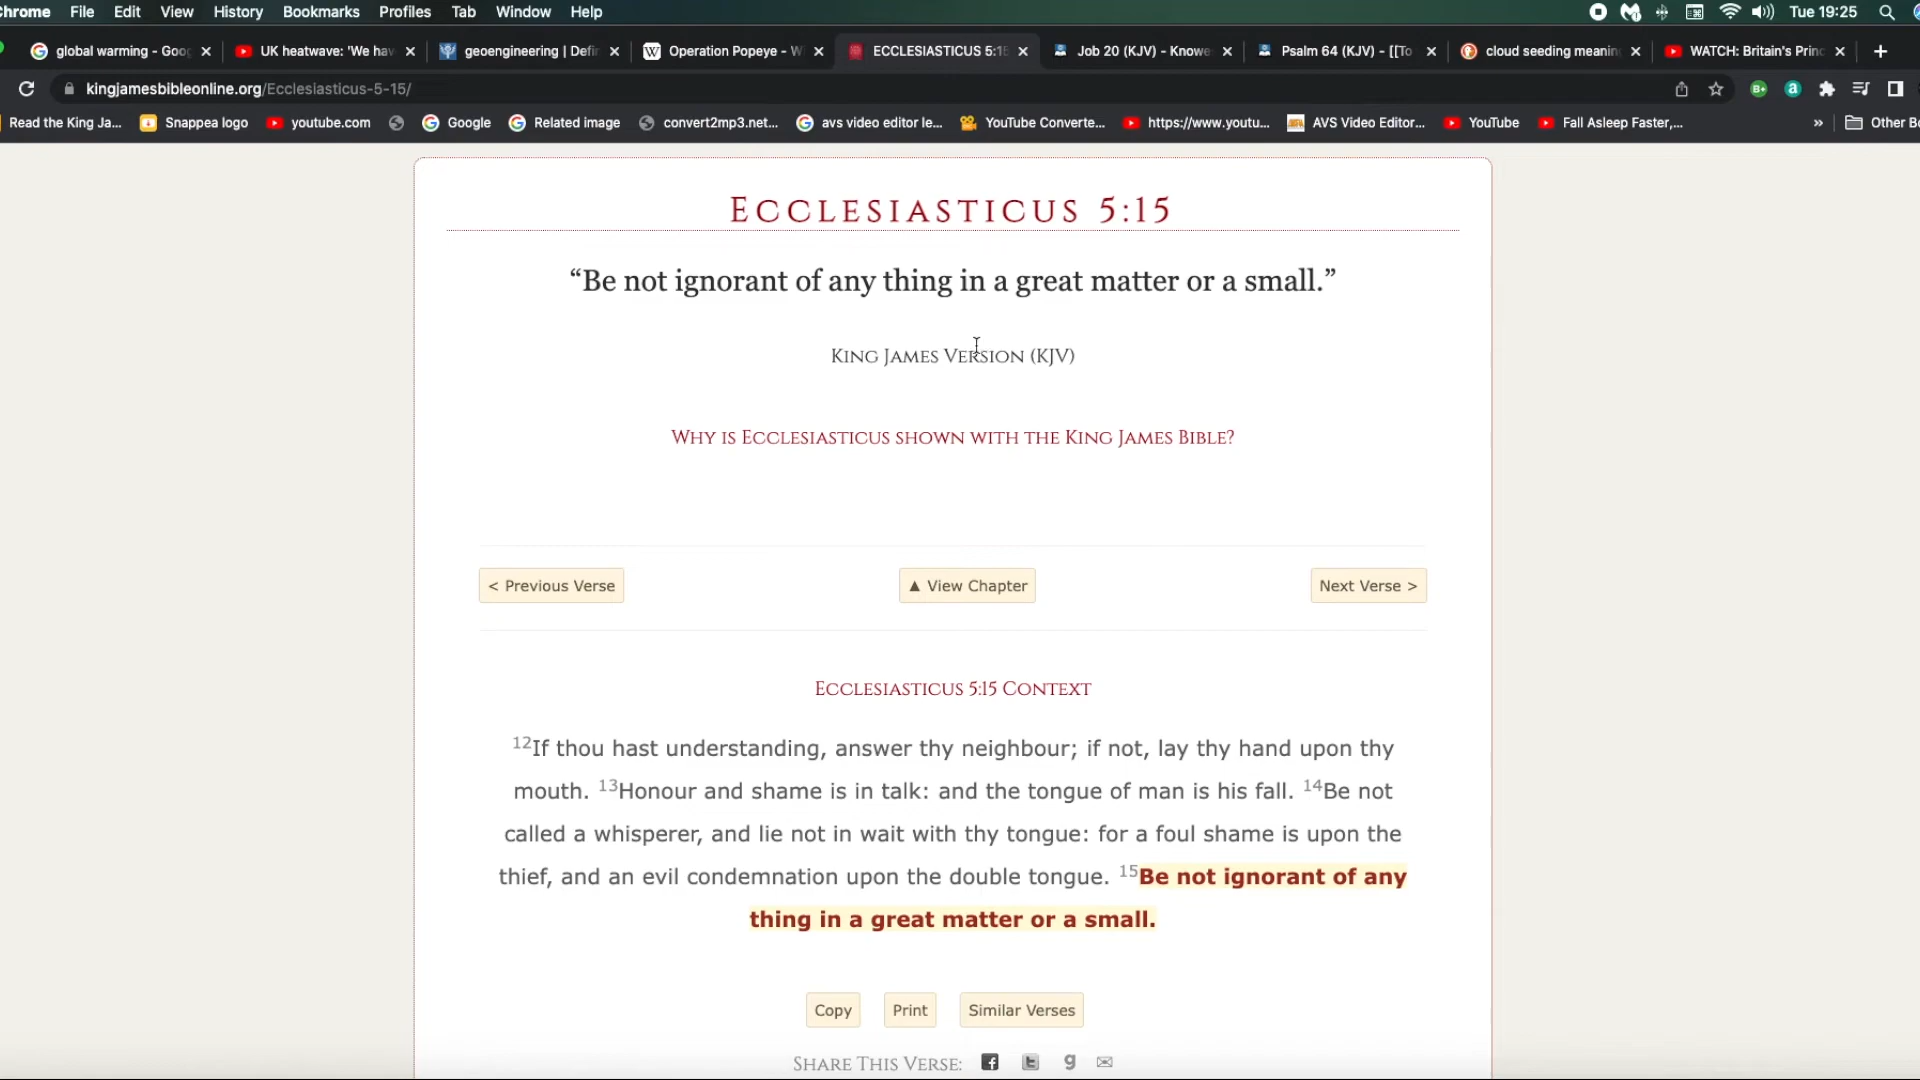 Chrome File Edit View History Bookmarks Profiles Tab Window Help Tue 19:25
global warming - Goo UK heatwave: 'We hav geoengineering | Defin Operation Popeye - W ECCLESIASTICUS 5:15 Job 20 (KJV) - Knowe Psalm 64 (KJV) - [[To cloud seeding meanin WATCH: Britain's Princ
kingjamesbibleonline.org/Ecclesiasticus-5-15/
Read the King Ja... Snappea logo youtube.com Google Related image convert2mp3.net... avs video editor le... YouTube Converte... https://www.youtu... AVS Video Editor... YouTube Fall Asleep Faster,... » Other Bo
Ecclesiasticus 5:15
“Be not ignorant of any thing in a great matter or a small.”
King James Version (KJV)
Why is Ecclesiasticus shown with the King James Bible?
< Previous Verse ▲ View Chapter Next Verse >
Ecclesiasticus 5:15 Context
12If thou hast understanding, answer thy neighbour; if not, lay thy hand upon thy
mouth. 13Honour and shame is in talk: and the tongue of man is his fall. 14Be not
called a whisperer, and lie not in wait with thy tongue: for a foul shame is upon the
thief, and an evil condemnation upon the double tongue. 15Be not ignorant of any
thing in a great matter or a small.
Copy Print Similar Verses
Share This Verse: